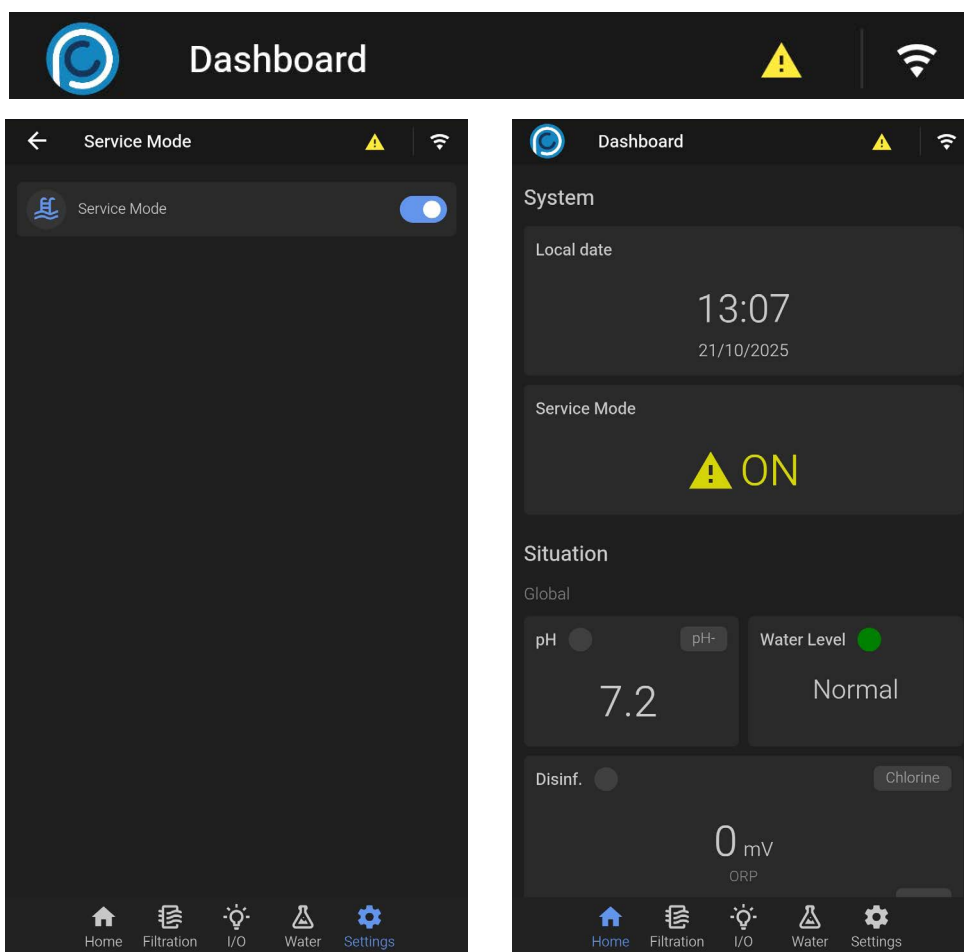 Dashboard
Service Mode
Service Mode
Home Filtration I/O Water Settings
Dashboard
System
Local date
13:07
21/10/2025
Service Mode
ON
Situation
Global
pH pH-
7.2
Water Level
Normal
Disinf. Chlorine
0 mV
ORP
Home Filtration I/O Water Settings